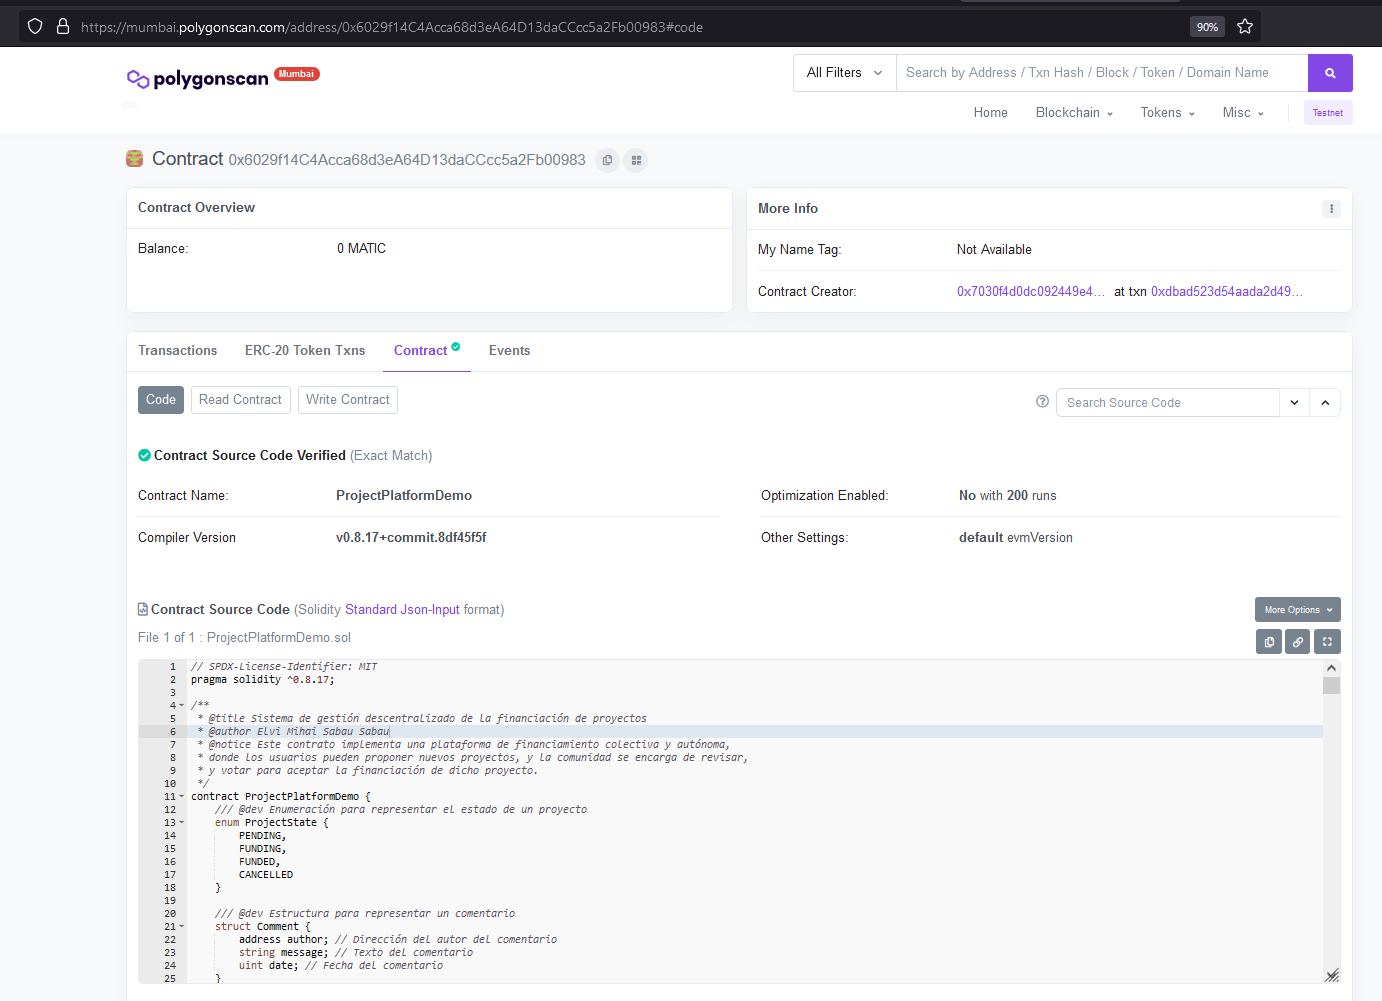 https://mumbai.polygonscan.com/address/0x6029f14C4Acca68d3eA64D13daCCcc5a2Fb00983#code
90%
polygonscan Mumbai
All Filters
Search by Address / Txn Hash / Block / Token / Domain Name
Home Blockchain Tokens Misc Testnet
Contract 0x6029f14C4Acca68d3eA64D13daCCcc5a2Fb00983
Contract Overview
Balance: 0 MATIC
More Info
My Name Tag: Not Available
Contract Creator: 0x7030f4d0dc092449e4... at txn 0xdbad523d54aada2d49...
Transactions ERC-20 Token Txns Contract Events
Code Read Contract Write Contract
Search Source Code
Contract Source Code Verified (Exact Match)
Contract Name: ProjectPlatformDemo
Optimization Enabled: No with 200 runs
Compiler Version v0.8.17+commit.8df45f5f
Other Settings: default evmVersion
Contract Source Code (Solidity Standard Json-Input format)
More Options
File 1 of 1 : ProjectPlatformDemo.sol
1 // SPDX-License-Identifier: MIT
2 pragma solidity ^0.8.17;
3
4 /**
5 * @title Sistema de gestión descentralizado de la financiación de proyectos
6 * @author Elvi Mihai Sabau Sabau
7 * @notice Este contrato implementa una plataforma de financiamiento colectiva y autónoma,
8 * donde los usuarios pueden proponer nuevos proyectos, y la comunidad se encarga de revisar,
9 * y votar para aceptar la financiación de dicho proyecto.
10 */
11 contract ProjectPlatformDemo {
12 /// @dev Enumeración para representar el estado de un proyecto
13 enum ProjectState {
14 PENDING,
15 FUNDING,
16 FUNDED,
17 CANCELLED
18 }
19
20 /// @dev Estructura para representar un comentario
21 struct Comment {
22 address author; // Dirección del autor del comentario
23 string message; // Texto del comentario
24 uint date; // Fecha del comentario
25 }